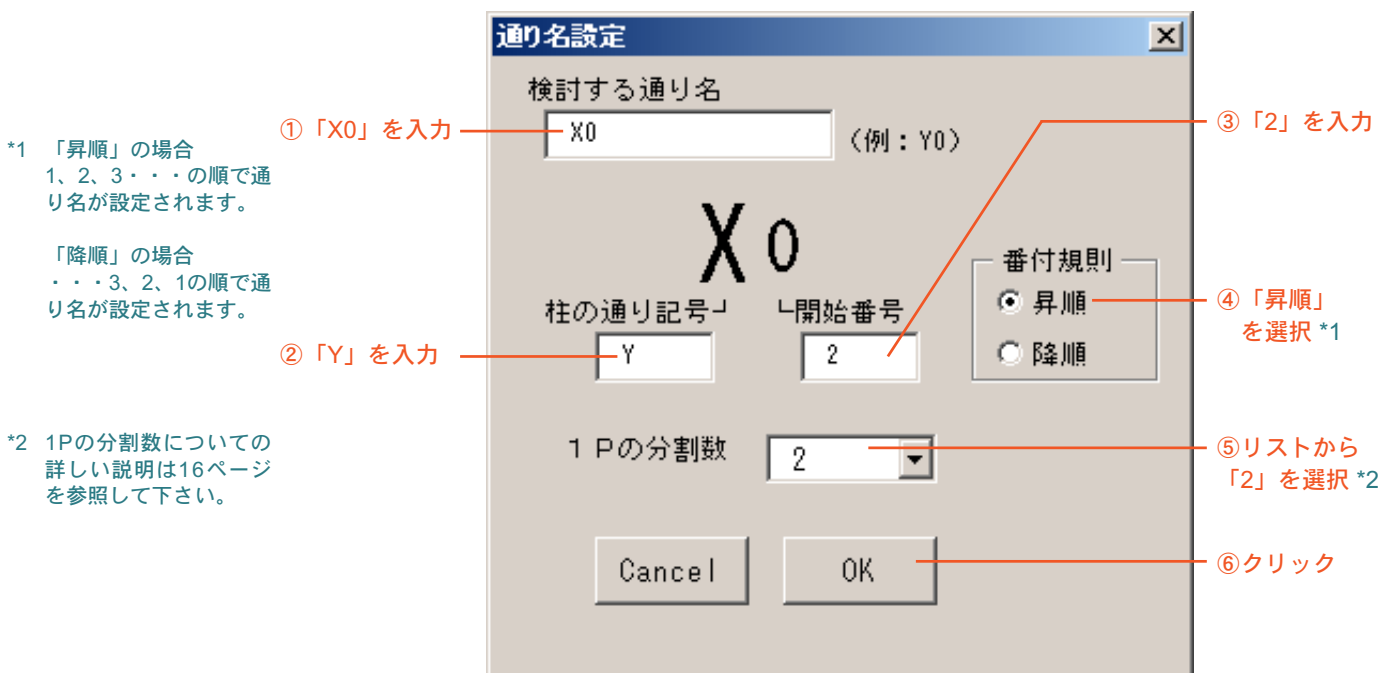 *1 「昇順」の場合
1、2、3・・・の順で通
り名が設定されます。
「降順」の場合
・・・3、2、1の順で通
り名が設定されます。
*2 1Pの分割数についての
詳しい説明は16ページ
を参照して下さい。
①「X0」を入力
②「Y」を入力
通り名設定
検討する通り名
X0
（例：Y0）
X0
柱の通り記号┘
└開始番号
Y
2
番付規則
昇順
降順
１Ｐの分割数
2
Cancel
OK
③「2」を入力
④「昇順」
を選択 *1
⑤リストから
「2」を選択 *2
⑥クリック